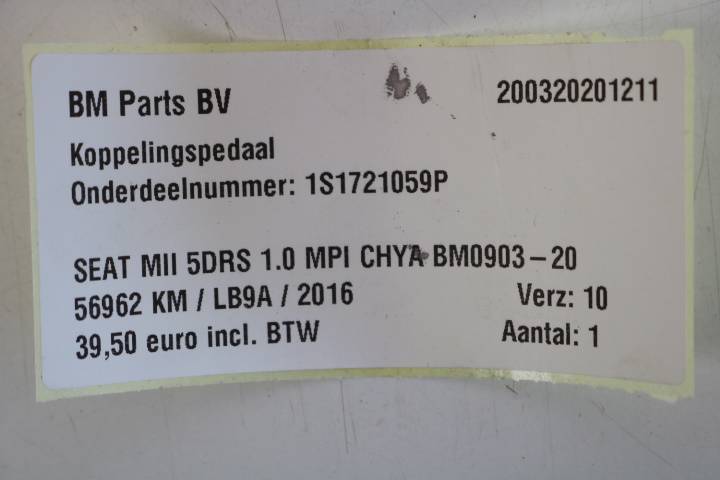 BM Parts BV 200320201211
Koppelingspedaal
Onderdeelnummer: 1S1721059P
SEAT MII 5DRS 1.0 MPI CHYA BM0903-20
56962 KM / LB9A / 2016 Verz: 10
39,50 euro incl. BTW Aantal: 1